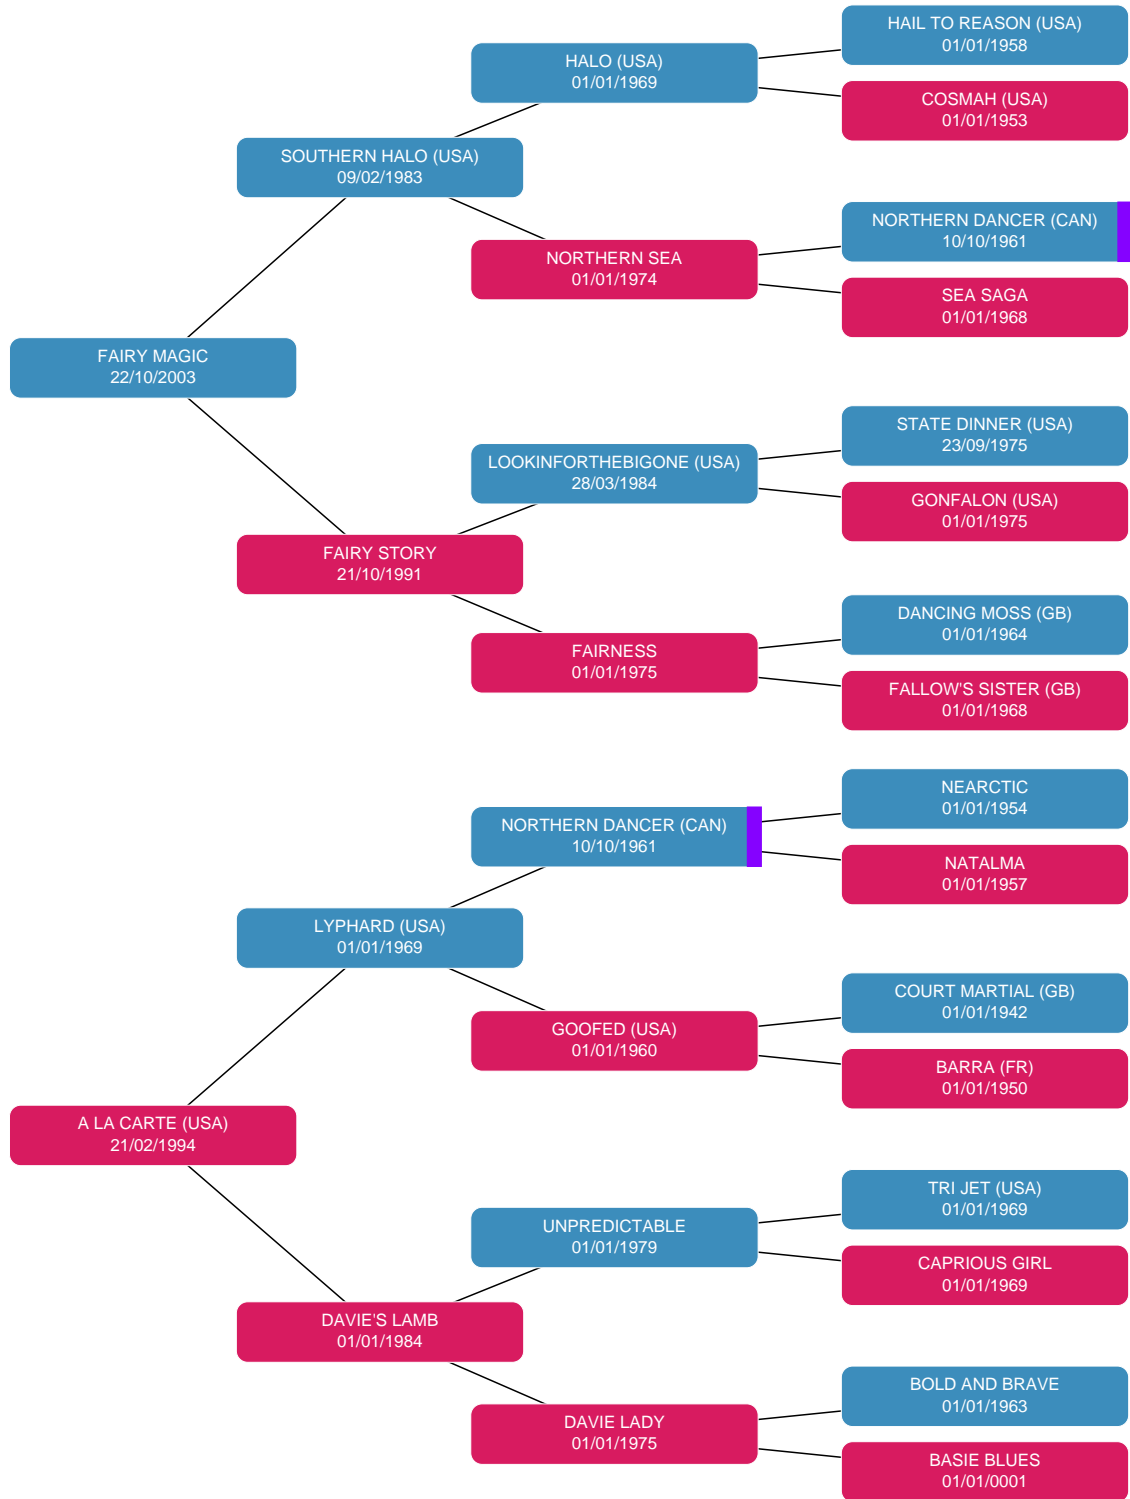 HAIL TO REASON (USA)
01/01/1958
HALO (USA)
01/01/1969
COSMAH (USA)
01/01/1953
SOUTHERN HALO (USA)
09/02/1983
NORTHERN DANCER (CAN)
10/10/1961
NORTHERN SEA
01/01/1974
SEA SAGA
01/01/1968
FAIRY MAGIC
22/10/2003
STATE DINNER (USA)
23/09/1975
LOOKINFORTHEBIGONE (USA)
28/03/1984
GONFALON (USA)
01/01/1975
FAIRY STORY
21/10/1991
DANCING MOSS (GB)
01/01/1964
FAIRNESS
01/01/1975
FALLOW'S SISTER (GB)
01/01/1968
NEARCTIC
01/01/1954
NORTHERN DANCER (CAN)
10/10/1961
NATALMA
01/01/1957
LYPHARD (USA)
01/01/1969
COURT MARTIAL (GB)
01/01/1942
GOOFED (USA)
01/01/1960
BARRA (FR)
01/01/1950
A LA CARTE (USA)
21/02/1994
TRI JET (USA)
01/01/1969
UNPREDICTABLE
01/01/1979
CAPRIOUS GIRL
01/01/1969
DAVIE'S LAMB
01/01/1984
BOLD AND BRAVE
01/01/1963
DAVIE LADY
01/01/1975
BASIE BLUES
01/01/0001